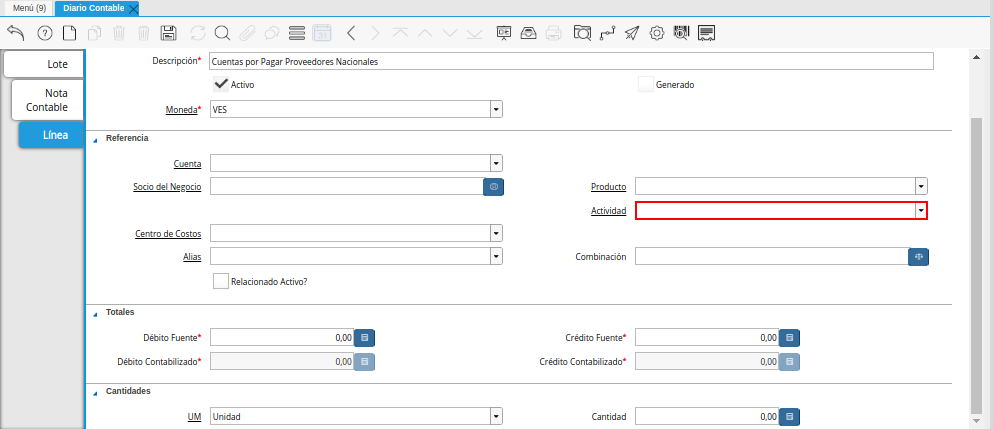 Menú (9)
Diario Contable
Lote
Nota
Contable
Línea
Descripción* Cuentas por Pagar Proveedores Nacionales
Activo
Generado
Moneda* VES
Referencia
Cuenta
Socio del Negocio
Producto
Actividad
Centro de Costos
Alias
Combinación
Relacionado Activo?
Totales
Débito Fuente* 0,00
Crédito Fuente* 0,00
Débito Contabilizado* 0,00
Crédito Contabilizado* 0,00
Cantidades
UM Unidad
Cantidad 0,00